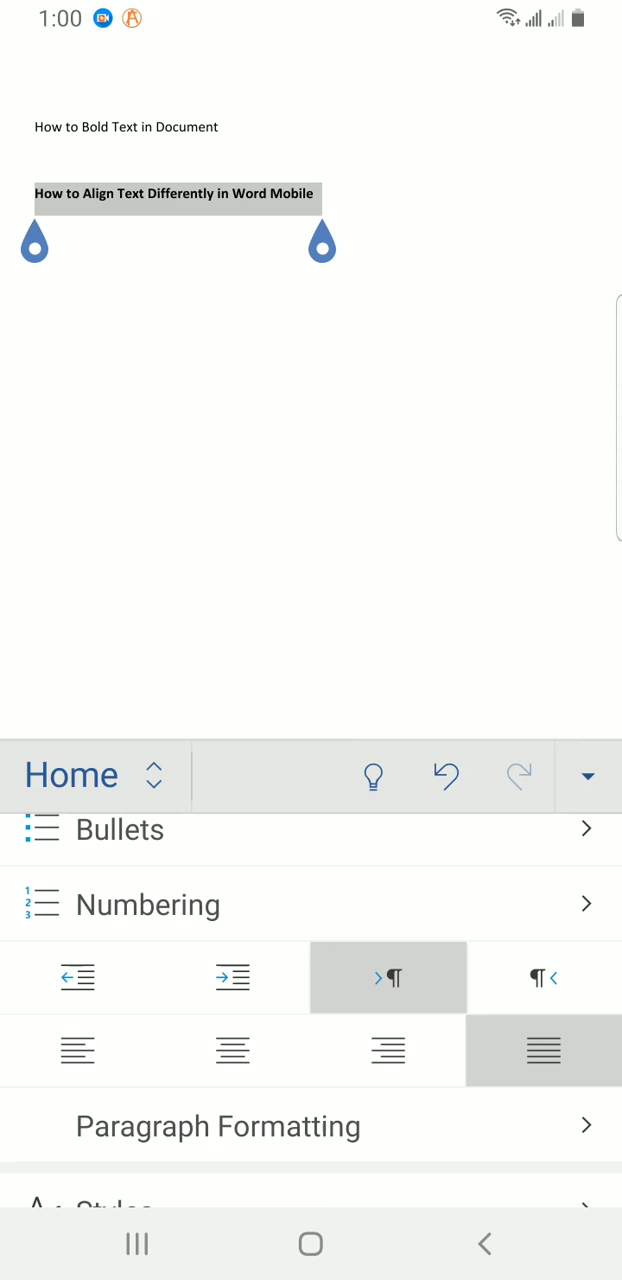 1:00
How to Bold Text in Document
How to Align Text Differently in Word Mobile
Home
Bullets
Numbering
Paragraph Formatting
Styles